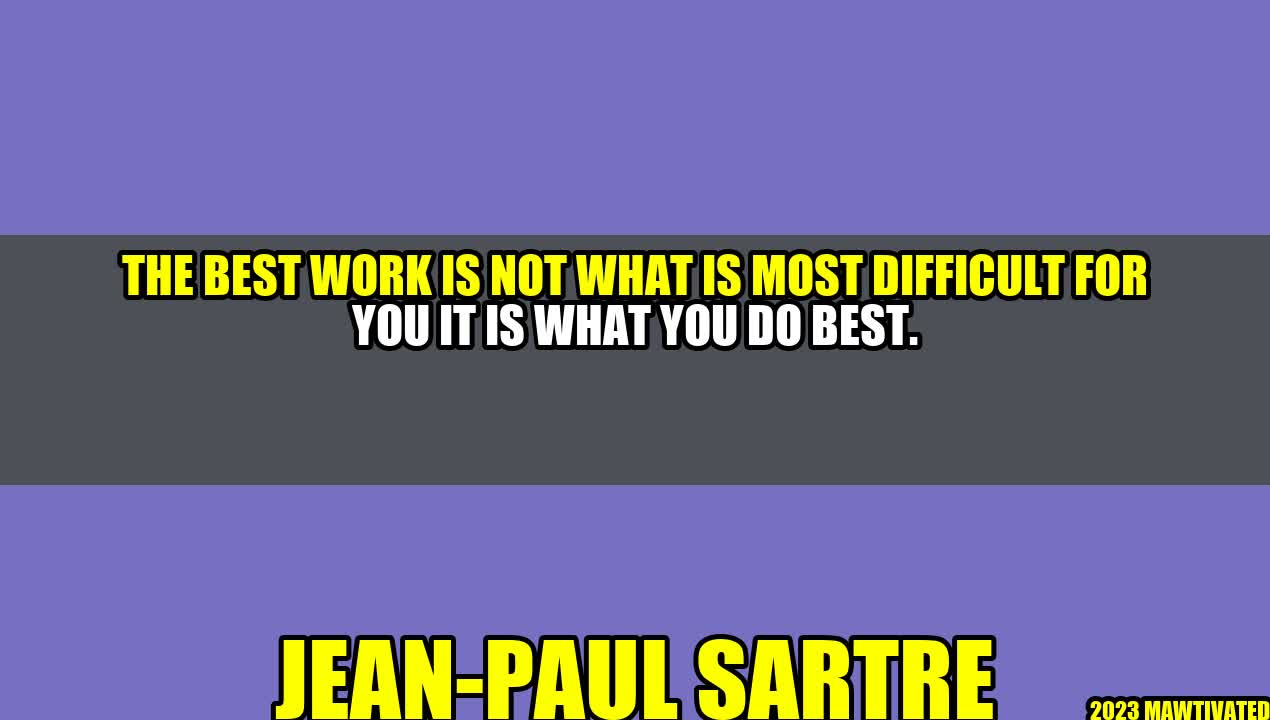 THE BEST WORK IS NOT WHAT IS MOST DIFFICULT FOR
YOU IT IS WHAT YOU DO BEST.
JEAN-PAUL SARTRE
2023 MAWTIVATED